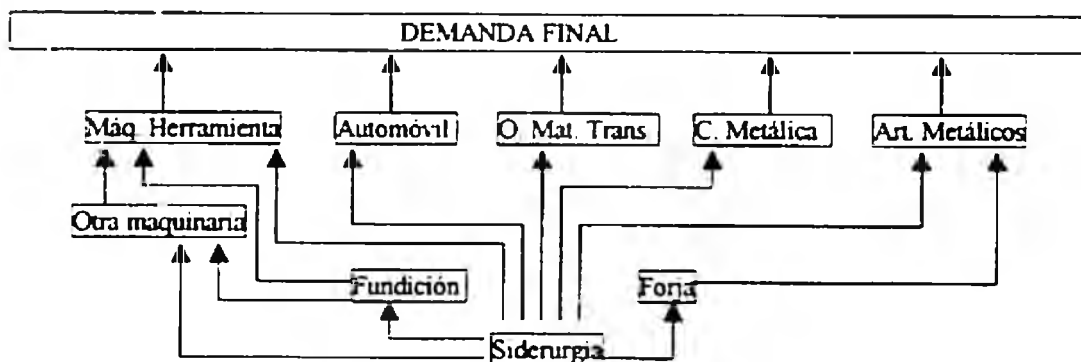 DEMANDA FINAL
Máq. Herramienta
Automóvil
O. Mat. Trans
C. Metálica
Art. Metálicos
Otra maquinaria
Fundición
Forja
Siderurgia